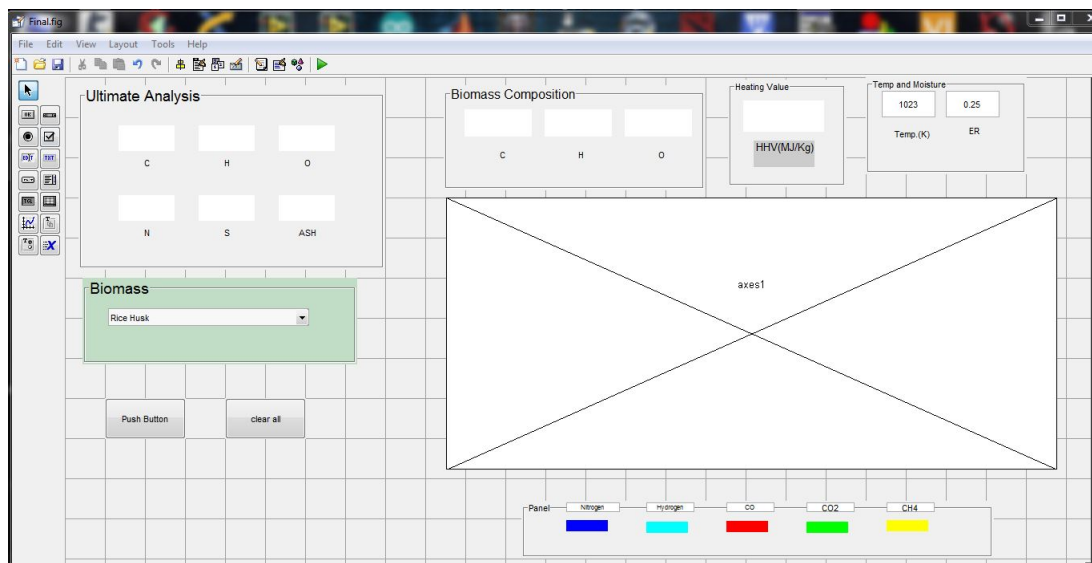 Final.fig
File Edit View Layout Tools Help
Ultimate Analysis
C H O
N S ASH
Biomass
Rice Husk
Push Button clear all
Biomass Composition
C H O
Heating Value
HHV(MJ/Kg)
Temp and Moisture
1023 0.25
Temp.(K) ER
axes1
Panel Nitrogen Hydrogen CO CO2 CH4